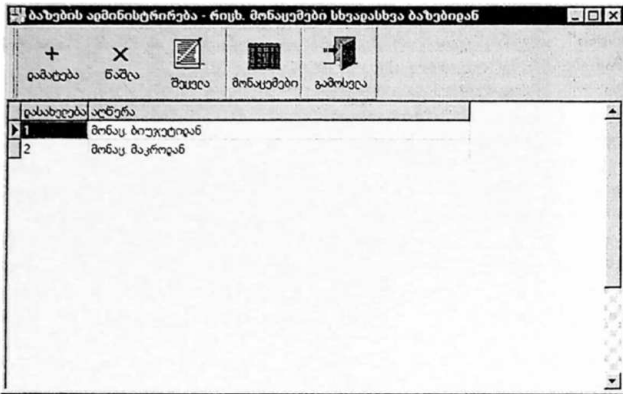 ბაზების ადმინისტრირება - რიცხ. მონაცემები სხვადასხვა ბაზებიდან
დამატება წაშლა შეცვლა მონაცემები გამოსვლა
დასახელება აღწერა
1 მონაც. ბიუჯეტიდან
2 მონაც. მაკროდან